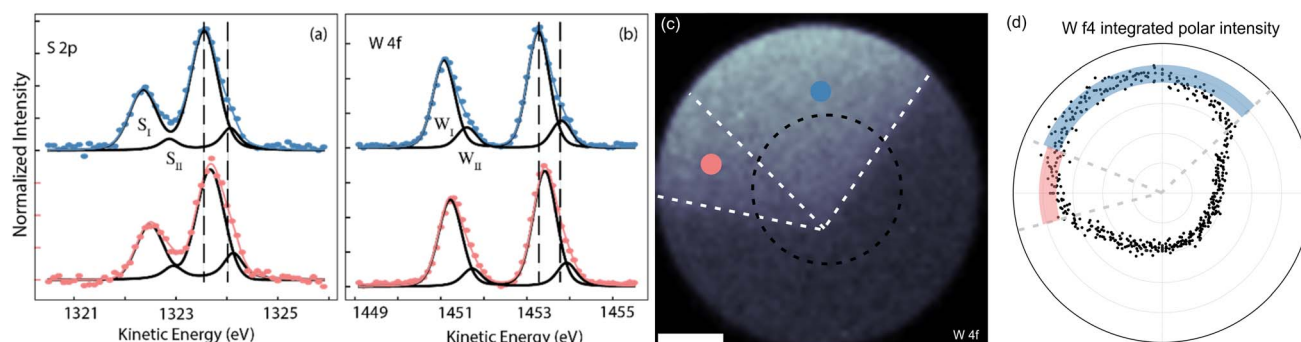 (a)
S 2p
S_I
S_II
Normalized Intensity
1321
1323
1325
Kinetic Energy (eV)
(b)
W 4f
W_I
W_II
1449
1451
1453
1455
Kinetic Energy (eV)
(c)
W 4f
(d)
W f4 integrated polar intensity